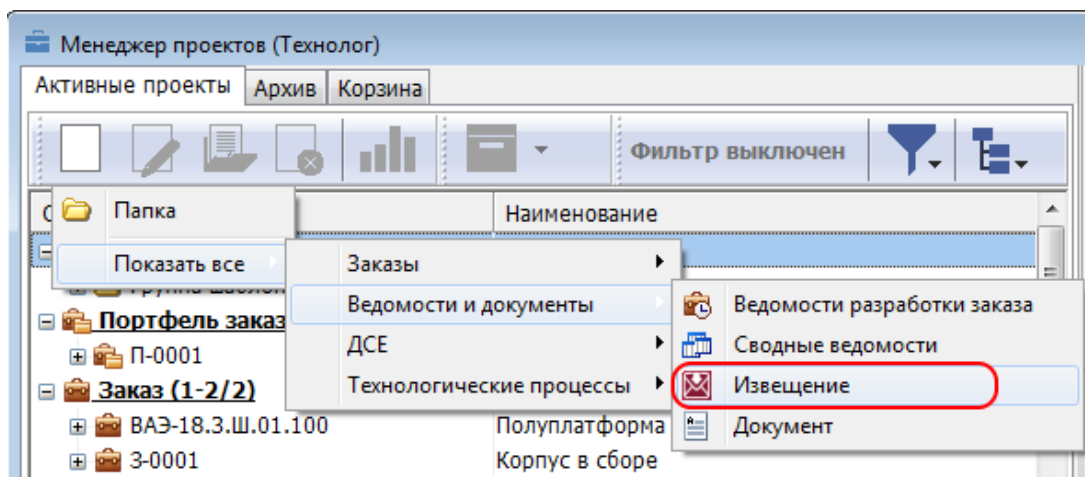 Менеджер проектов (Технолог)
Активные проекты Архив Корзина
Фильтр выключен
Папка Наименование
Показать все Заказы
Ведомости и документы Ведомости разработки заказа
Портфель заказ
ДСЕ Сводные ведомости
П-0001
Технологические процессы Извещение
Заказ (1-2/2)
ВАЭ-18.3.Ш.01.100 Полуплатформа Документ
З-0001 Корпус в сборе